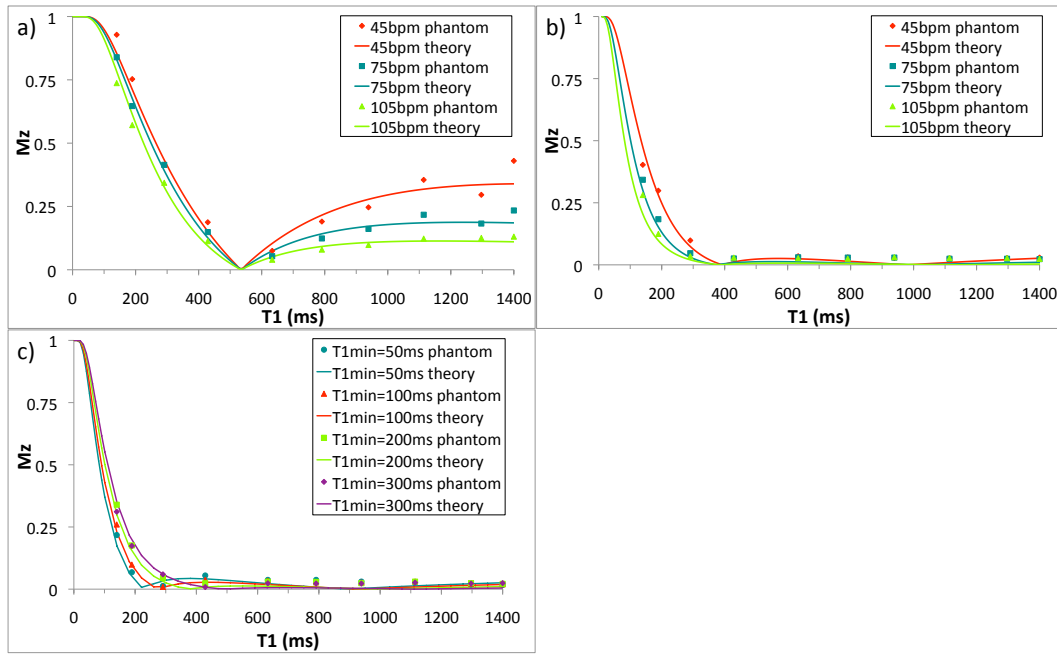 a)
1
0.75
0.5
0.25
0
Mz
0 200 400 600 800 1000 1200 1400
T1 (ms)
45bpm phantom
45bpm theory
75bpm phantom
75bpm theory
105bpm phantom
105bpm theory
b)
1
0.75
0.5
0.25
0
Mz
0 200 400 600 800 1000 1200 1400
T1 (ms)
45bpm phantom
45bpm theory
75bpm phantom
75bpm theory
105bpm phantom
105bpm theory
c)
1
0.75
0.5
0.25
0
Mz
0 200 400 600 800 1000 1200 1400
T1 (ms)
T1min=50ms phantom
T1min=50ms theory
T1min=100ms phantom
T1min=100ms theory
T1min=200ms phantom
T1min=200ms theory
T1min=300ms phantom
T1min=300ms theory